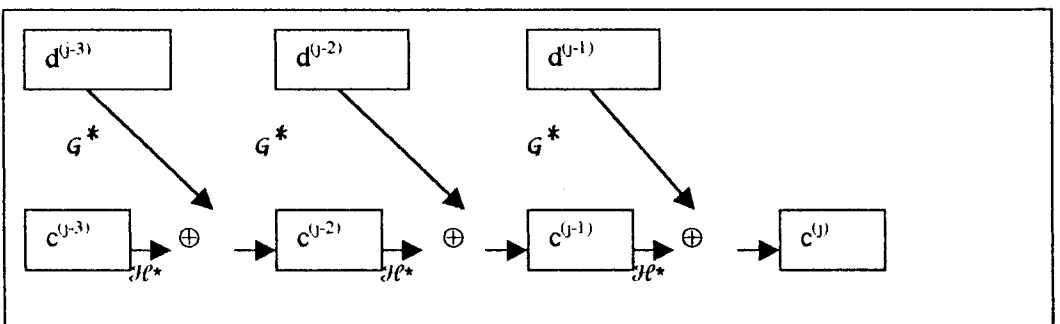 d^(j-3) d^(j-2) d^(j-1)
G* G* G*
c^(j-3) ⊕ c^(j-2) ⊕ c^(j-1) ⊕ c^(j)
ℋ* ℋ* ℋ*